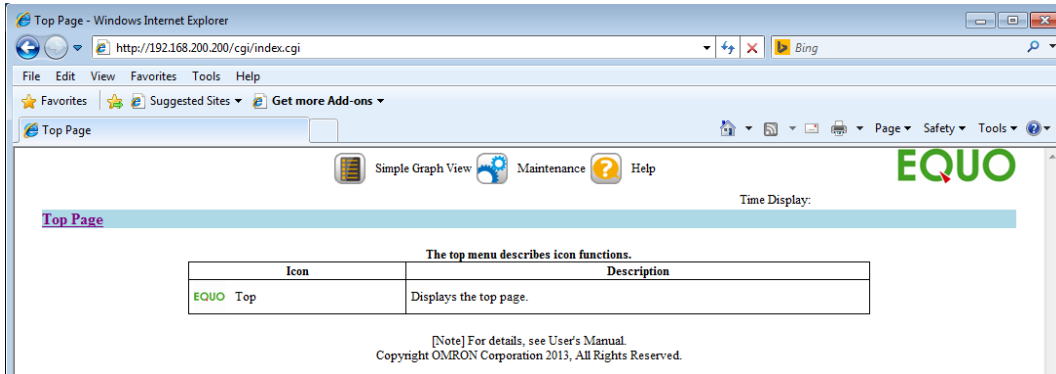 Top Page - Windows Internet Explorer
http://192.168.200.200/cgi/index.cgi
Bing
File Edit View Favorites Tools Help
Favorites Suggested Sites Get more Add-ons
Top Page Page Safety Tools
Simple Graph View Maintenance Help EQUO
Time Display:
Top Page
The top menu describes icon functions.
Icon Description
EQUO Top Displays the top page.
[Note] For details, see User's Manual.
Copyright OMRON Corporation 2013, All Rights Reserved.